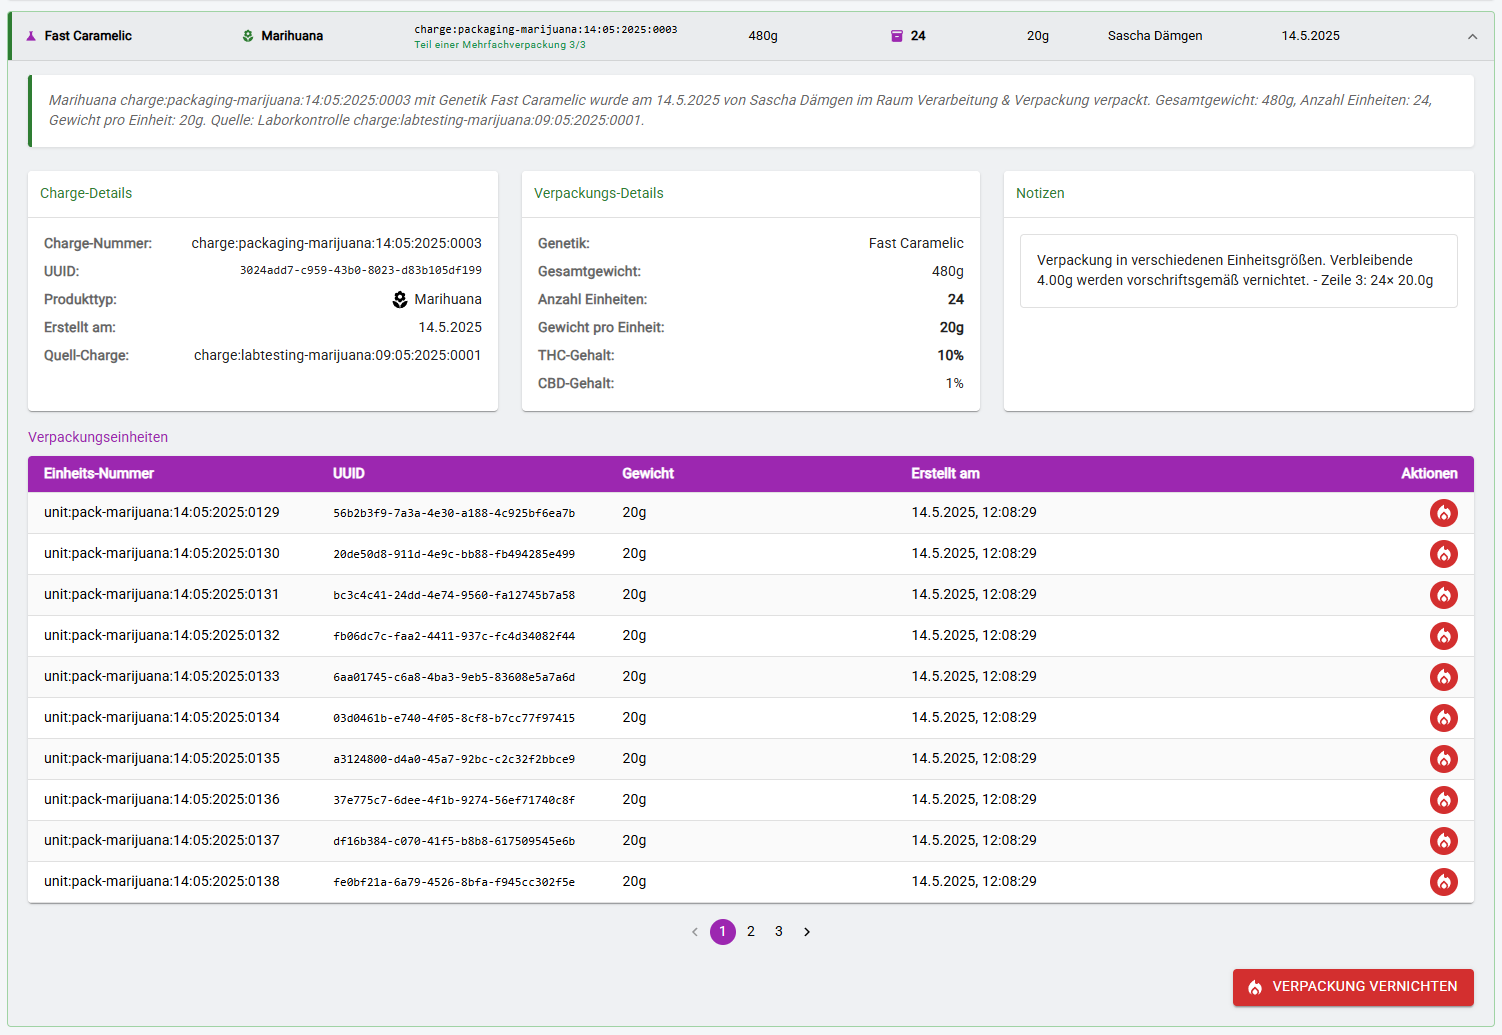 Fast Caramelic Marihuana charge:packaging-marijuana:14:05:2025:0003 480g 24 20g Sascha Dämgen 14.5.2025
Teil einer Mehrfachverpackung 3/3
Marihuana charge:packaging-marijuana:14:05:2025:0003 mit Genetik Fast Caramelic wurde am 14.5.2025 von Sascha Dämgen im Raum Verarbeitung & Verpackung verpackt. Gesamtgewicht: 480g, Anzahl Einheiten: 24,
Gewicht pro Einheit: 20g. Quelle: Laborkontrolle charge:labtesting-marijuana:09:05:2025:0001.
Charge-Details
Charge-Nummer: charge:packaging-marijuana:14:05:2025:0003
UUID: 3024add7-c959-43b0-8023-d83b105df199
Produkttyp: Marihuana
Erstellt am: 14.5.2025
Quell-Charge: charge:labtesting-marijuana:09:05:2025:0001
Verpackungs-Details
Genetik: Fast Caramelic
Gesamtgewicht: 480g
Anzahl Einheiten: 24
Gewicht pro Einheit: 20g
THC-Gehalt: 10%
CBD-Gehalt: 1%
Notizen
Verpackung in verschiedenen Einheitsgrößen. Verbleibende
4.00g werden vorschriftsgemäß vernichtet. - Zeile 3: 24× 20.0g
Verpackungseinheiten
Einheits-Nummer UUID Gewicht Erstellt am Aktionen
unit:pack-marijuana:14:05:2025:0129 56b2b3f9-7a3a-4e30-a188-4c925bf6ea7b 20g 14.5.2025, 12:08:29
unit:pack-marijuana:14:05:2025:0130 20de50d8-911d-4e9c-bb88-fb494285e499 20g 14.5.2025, 12:08:29
unit:pack-marijuana:14:05:2025:0131 bc3c4c41-24dd-4e74-9560-fa12745b7a58 20g 14.5.2025, 12:08:29
unit:pack-marijuana:14:05:2025:0132 fb06dc7c-faa2-4411-937c-fc4d34082f44 20g 14.5.2025, 12:08:29
unit:pack-marijuana:14:05:2025:0133 6aa01745-c6a8-4ba3-9eb5-83608e5a7a6d 20g 14.5.2025, 12:08:29
unit:pack-marijuana:14:05:2025:0134 03d0461b-e740-4f05-8cf8-b7cc77f97415 20g 14.5.2025, 12:08:29
unit:pack-marijuana:14:05:2025:0135 a3124800-d4a0-45a7-92bc-c2c32f2bbce9 20g 14.5.2025, 12:08:29
unit:pack-marijuana:14:05:2025:0136 37e775c7-6dee-4f1b-9274-56ef71740c8f 20g 14.5.2025, 12:08:29
unit:pack-marijuana:14:05:2025:0137 df16b384-c070-41f5-b8b8-617509545e6b 20g 14.5.2025, 12:08:29
unit:pack-marijuana:14:05:2025:0138 fe0bf21a-6a79-4526-8bfa-f945cc302f5e 20g 14.5.2025, 12:08:29
1 2 3
VERPACKUNG VERNICHTEN